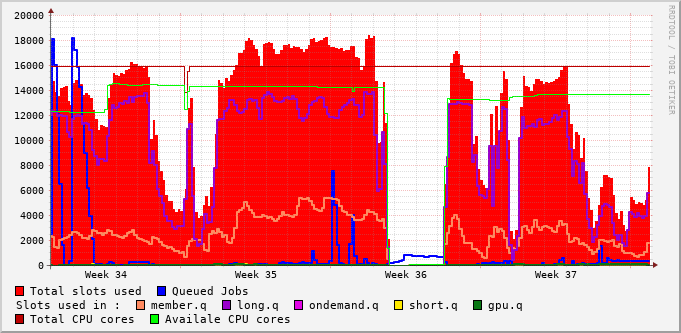 20000
18000
16000
14000
12000
10000
8000
6000
4000
2000
0
Week 34 Week 35 Week 36 Week 37
RRDTOOL / TOBI OETIKER
Total slots used Queued Jobs
Slots used in : member.q long.q ondemand.q short.q gpu.q
Total CPU cores Availale CPU cores